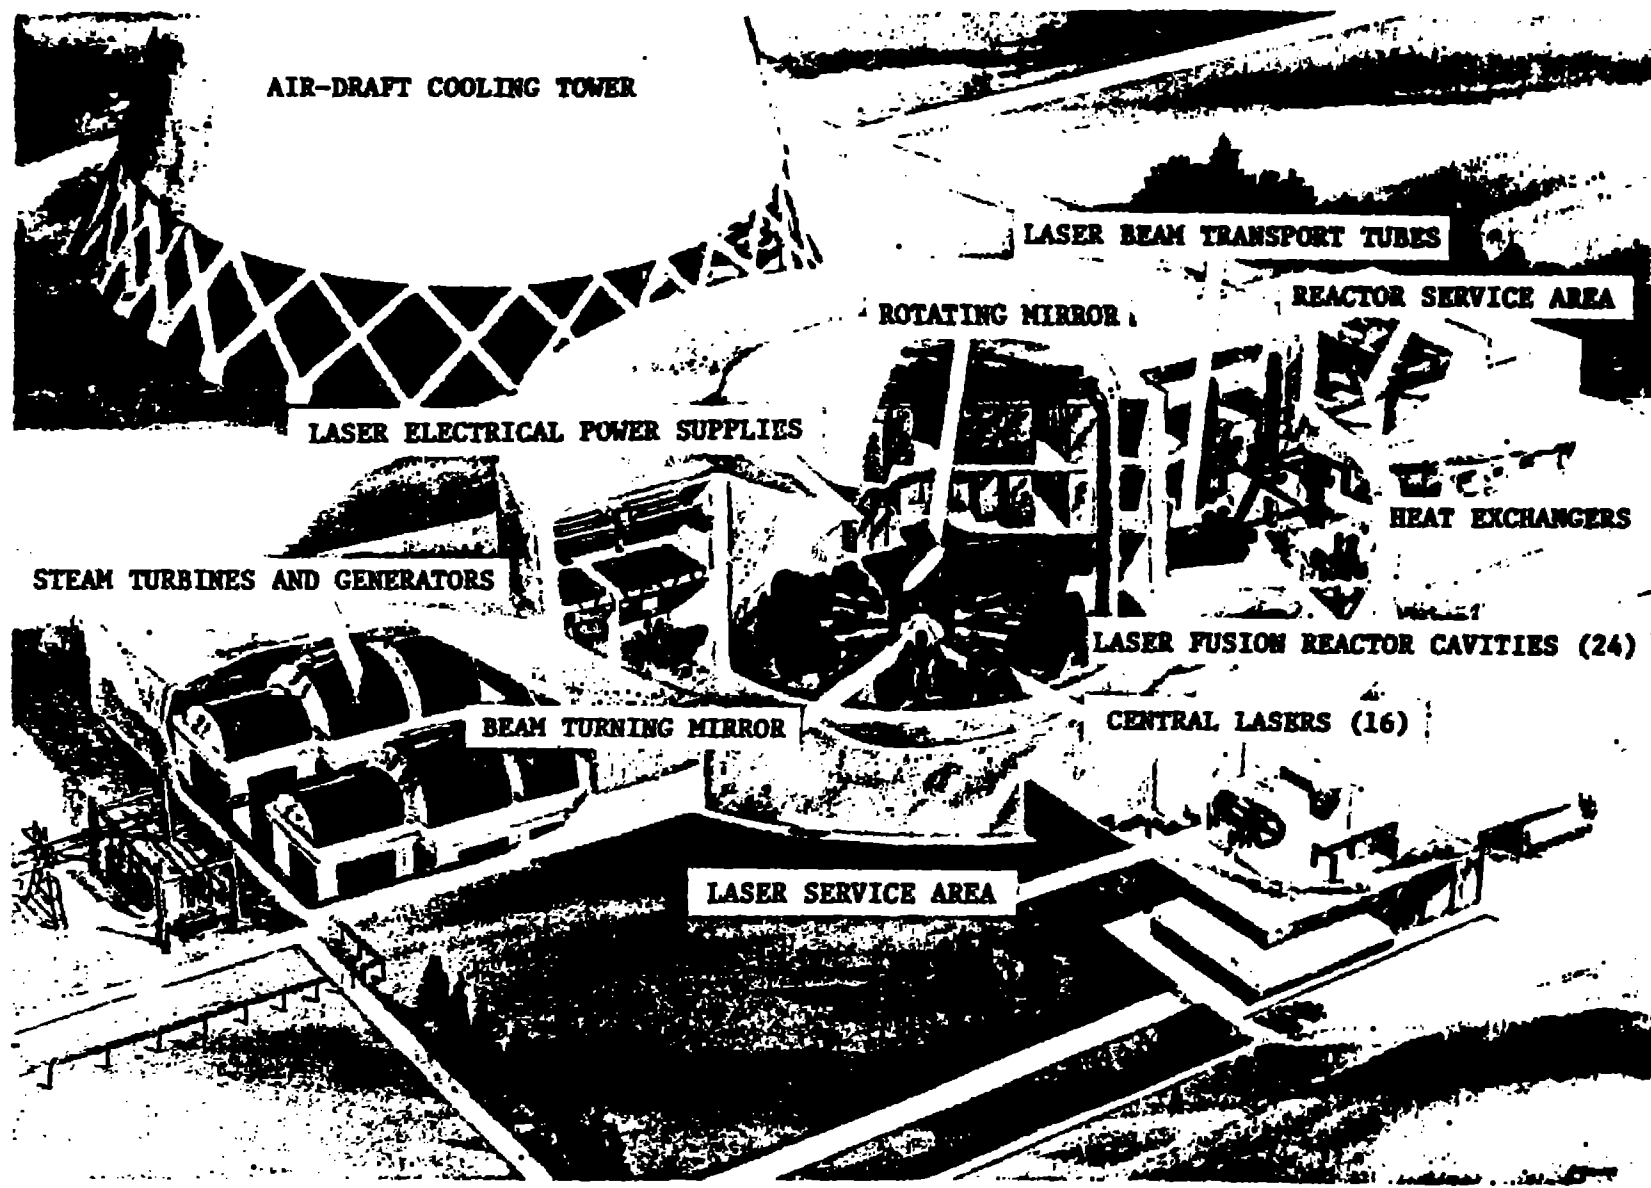 AIR-DRAFT COOLING TOWER
LASER BEAM TRANSPORT TUBES
REACTOR SERVICE AREA
ROTATING MIRROR
LASER ELECTRICAL POWER SUPPLIES
HEAT EXCHANGERS
STEAM TURBINES AND GENERATORS
LASER FUSION REACTOR CAVITIES (24)
BEAM TURNING MIRROR
CENTRAL LASERS (16)
LASER SERVICE AREA